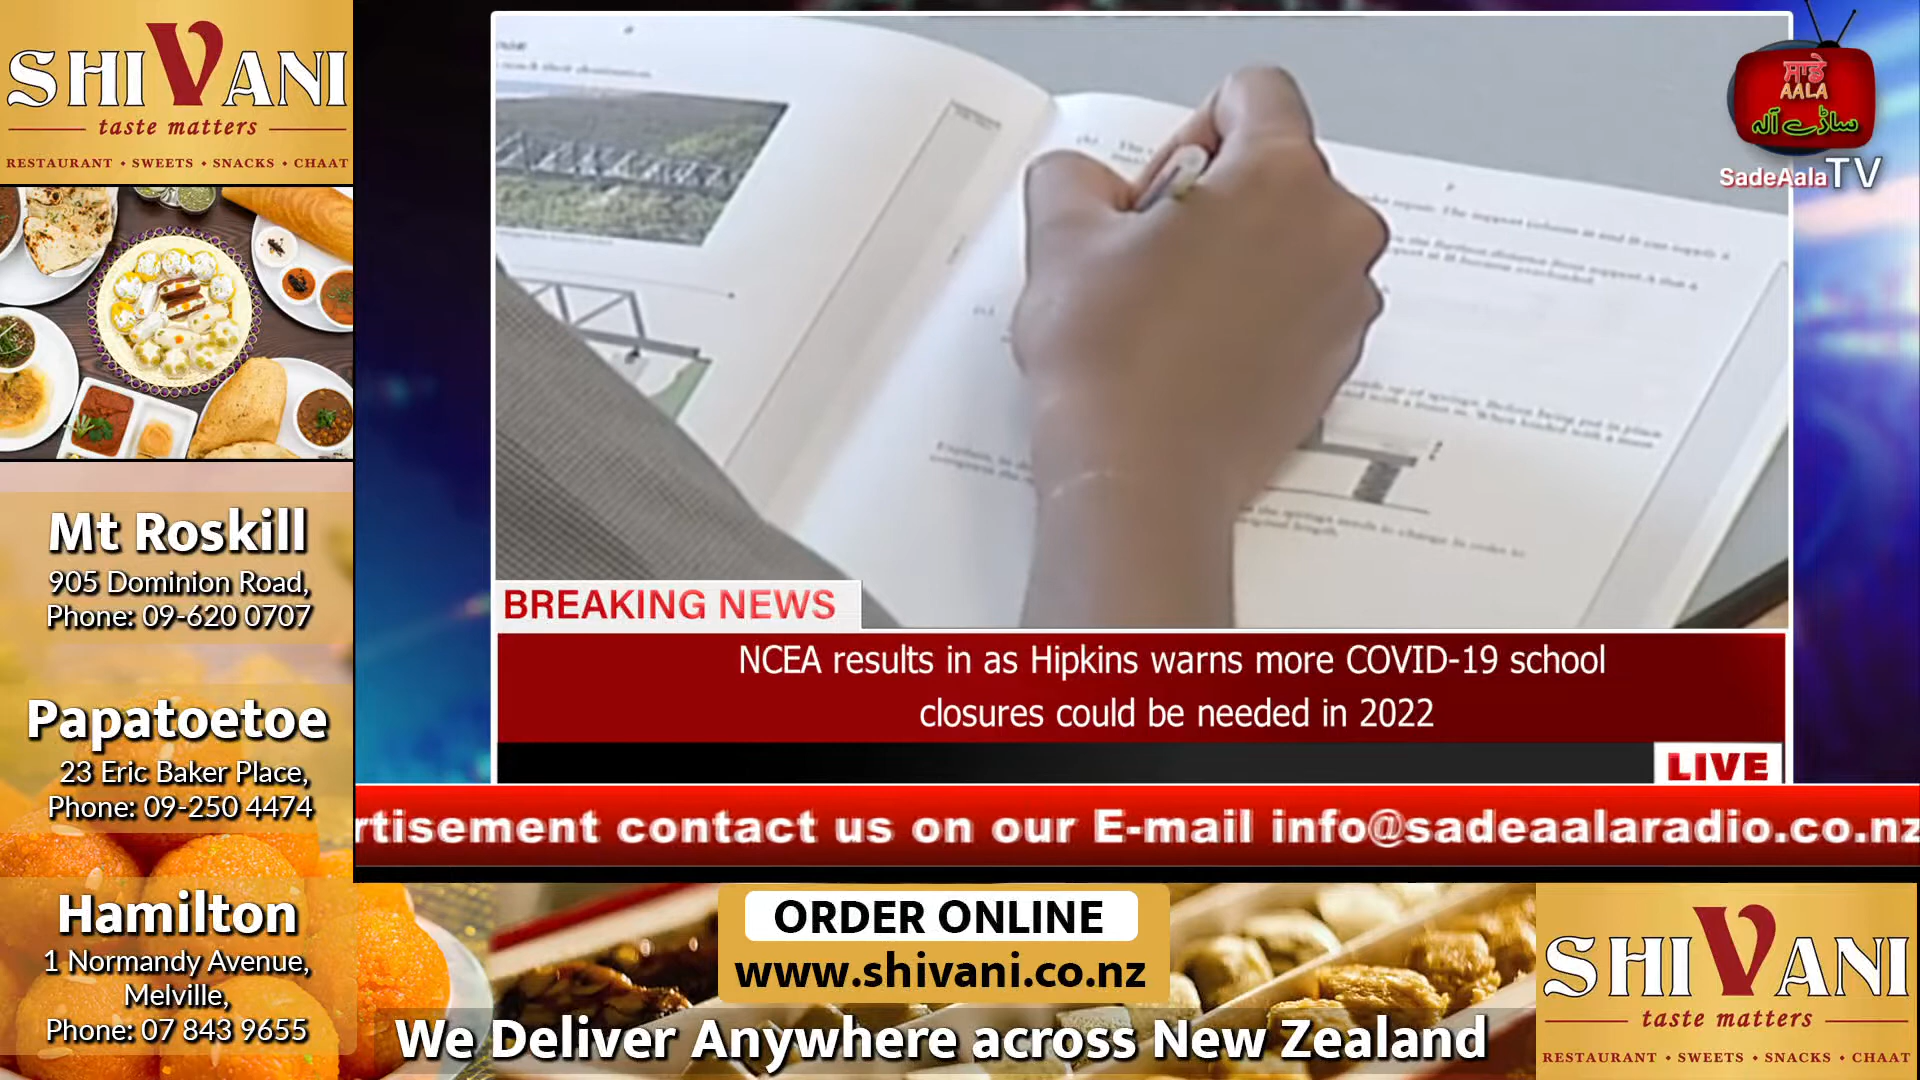 SHIVANI
taste matters
RESTAURANT • SWEETS • SNACKS • CHAAT
Mt Roskill
905 Dominion Road,
Phone: 09-620 0707
Papatoetoe
23 Eric Baker Place,
Phone: 09-250 4474
Hamilton
1 Normandy Avenue,
Melville,
Phone: 07 843 9655
ਸਾਡੇ
AALA
ساڈے آلہ
SadeAalaTV
BREAKING NEWS
NCEA results in as Hipkins warns more COVID-19 school
closures could be needed in 2022
LIVE
rtisement contact us on our E-mail info@sadeaalaradio.co.nz
ORDER ONLINE
www.shivani.co.nz
We Deliver Anywhere across New Zealand
SHIVANI
taste matters
RESTAURANT • SWEETS • SNACKS • CHAAT